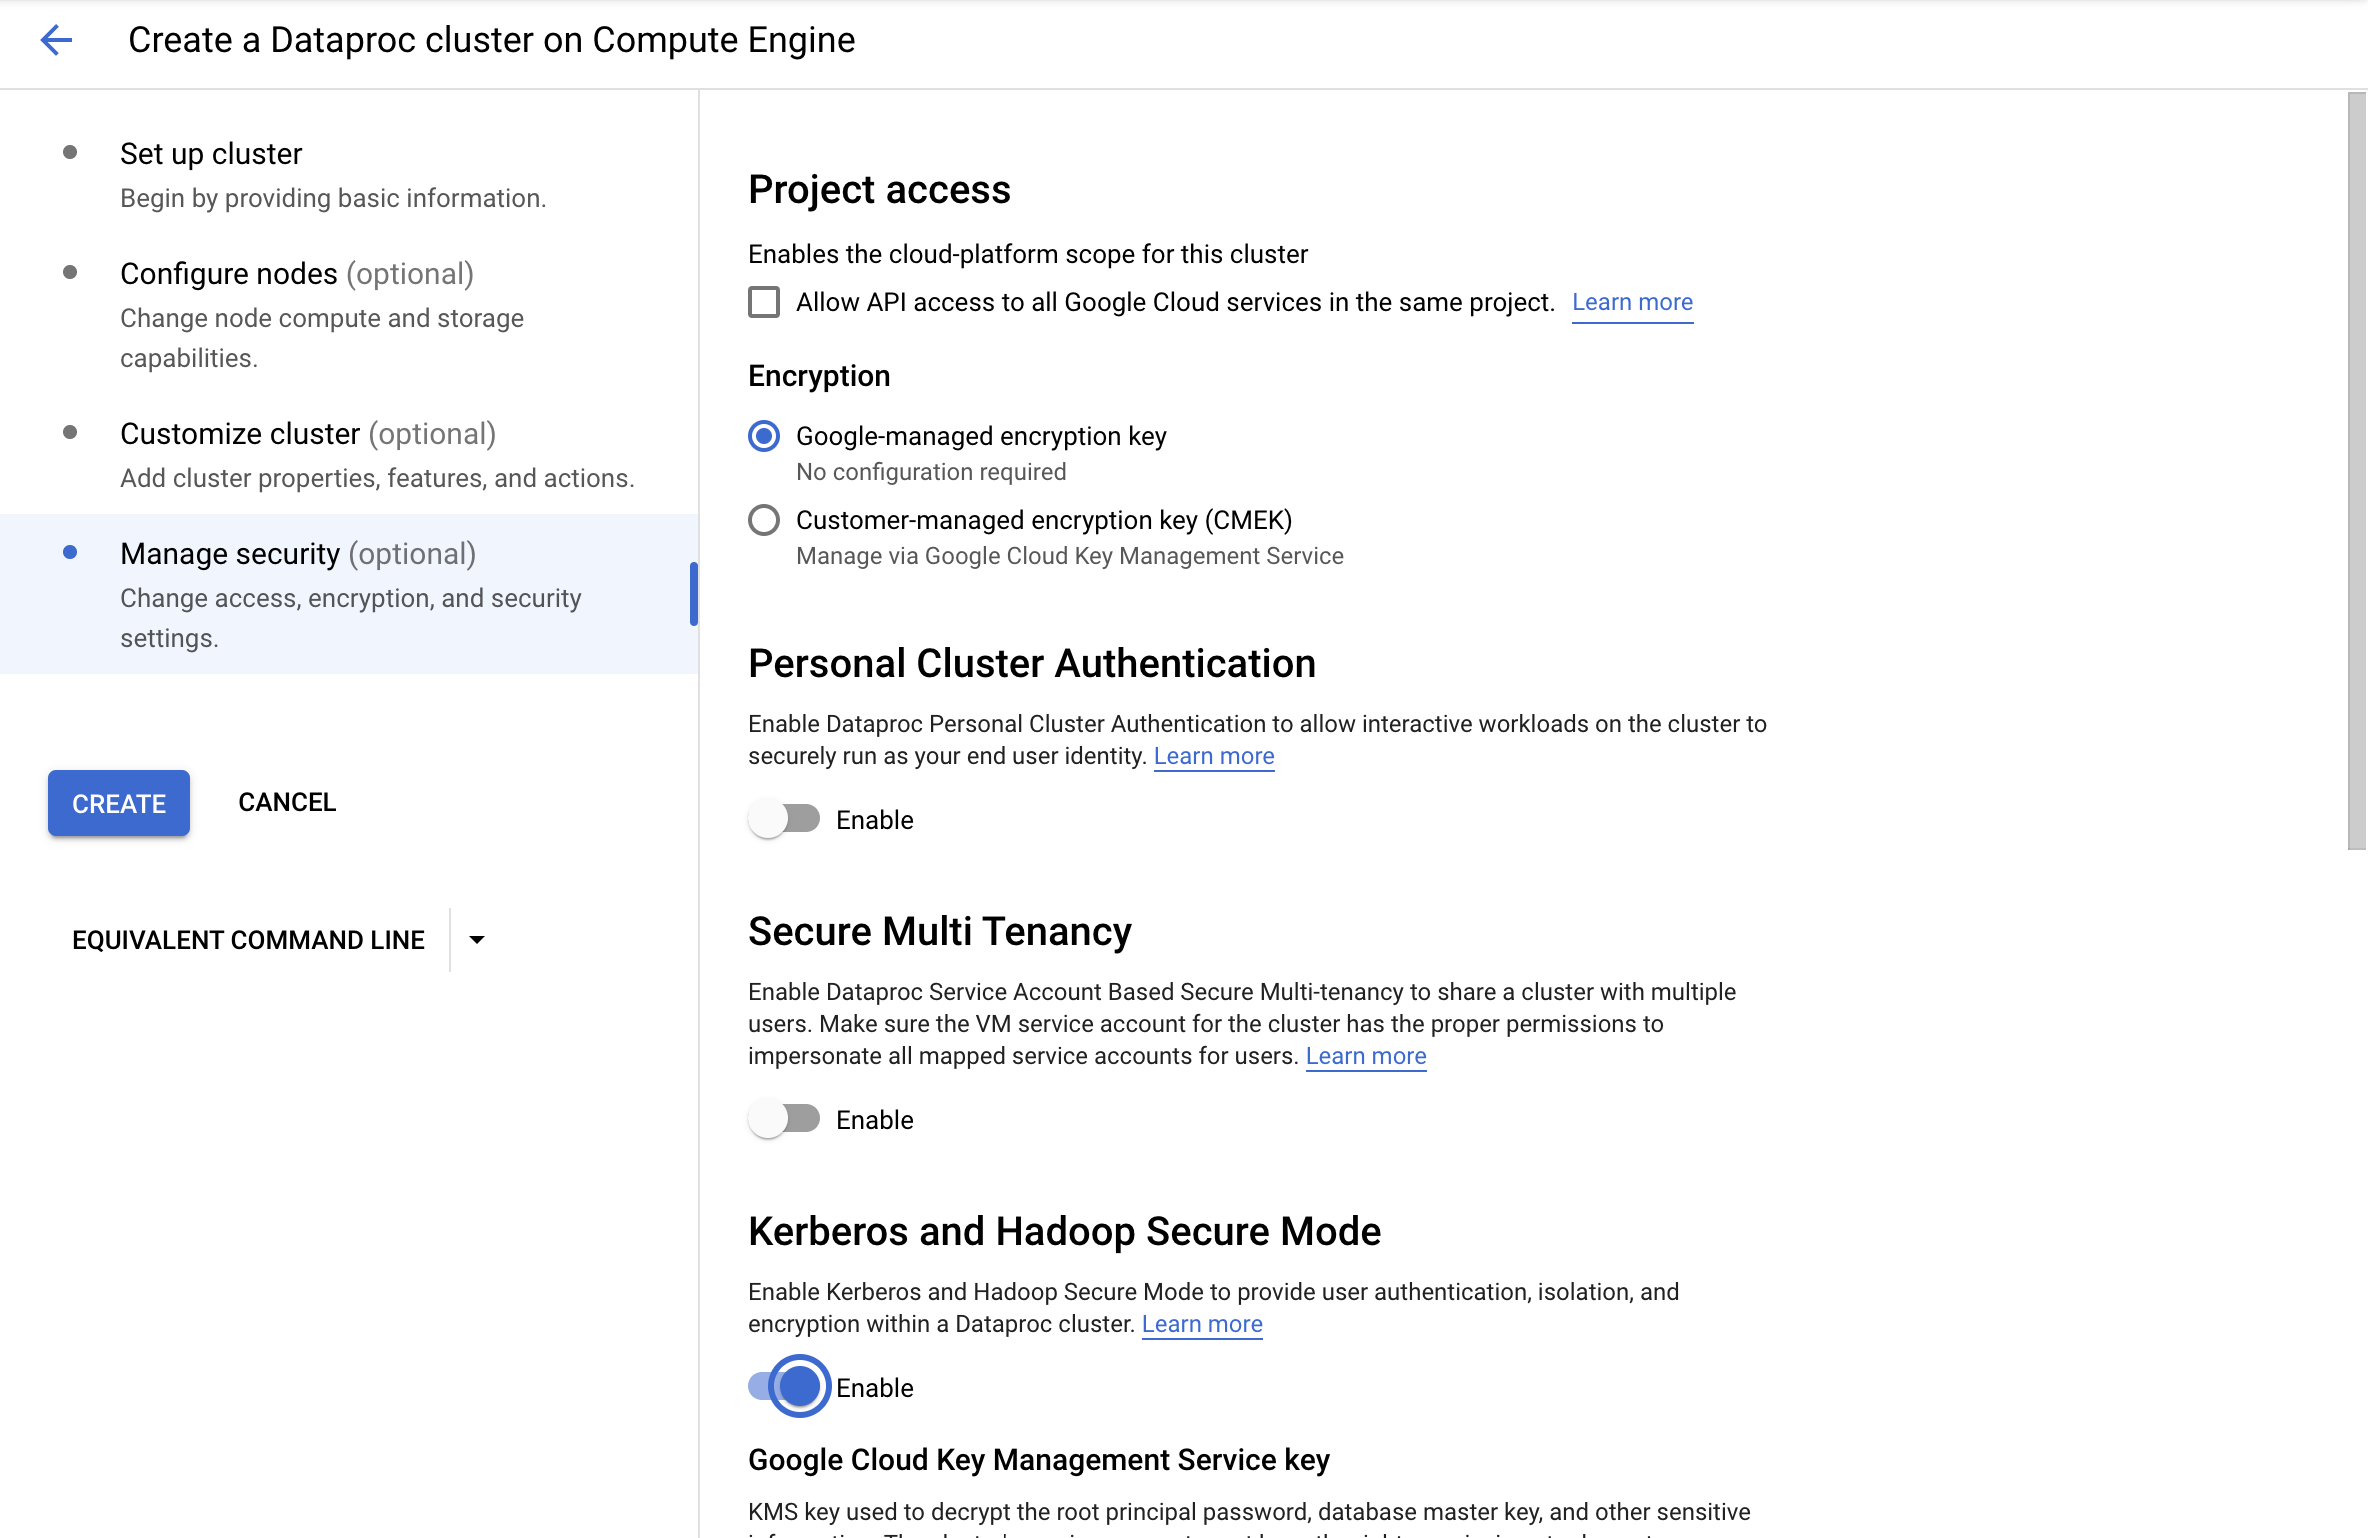 Create a Dataproc cluster on Compute Engine
Set up cluster
Begin by providing basic information.
Configure nodes (optional)
Change node compute and storage
capabilities.
Customize cluster (optional)
Add cluster properties, features, and actions.
Manage security (optional)
Change access, encryption, and security
settings.
CREATE
CANCEL
EQUIVALENT COMMAND LINE
Project access
Enables the cloud-platform scope for this cluster
Allow API access to all Google Cloud services in the same project. Learn more
Encryption
Google-managed encryption key
No configuration required
Customer-managed encryption key (CMEK)
Manage via Google Cloud Key Management Service
Personal Cluster Authentication
Enable Dataproc Personal Cluster Authentication to allow interactive workloads on the cluster to
securely run as your end user identity. Learn more
Enable
Secure Multi Tenancy
Enable Dataproc Service Account Based Secure Multi-tenancy to share a cluster with multiple
users. Make sure the VM service account for the cluster has the proper permissions to
impersonate all mapped service accounts for users. Learn more
Enable
Kerberos and Hadoop Secure Mode
Enable Kerberos and Hadoop Secure Mode to provide user authentication, isolation, and
encryption within a Dataproc cluster. Learn more
Enable
Google Cloud Key Management Service key
KMS key used to decrypt the root principal password, database master key, and other sensitive